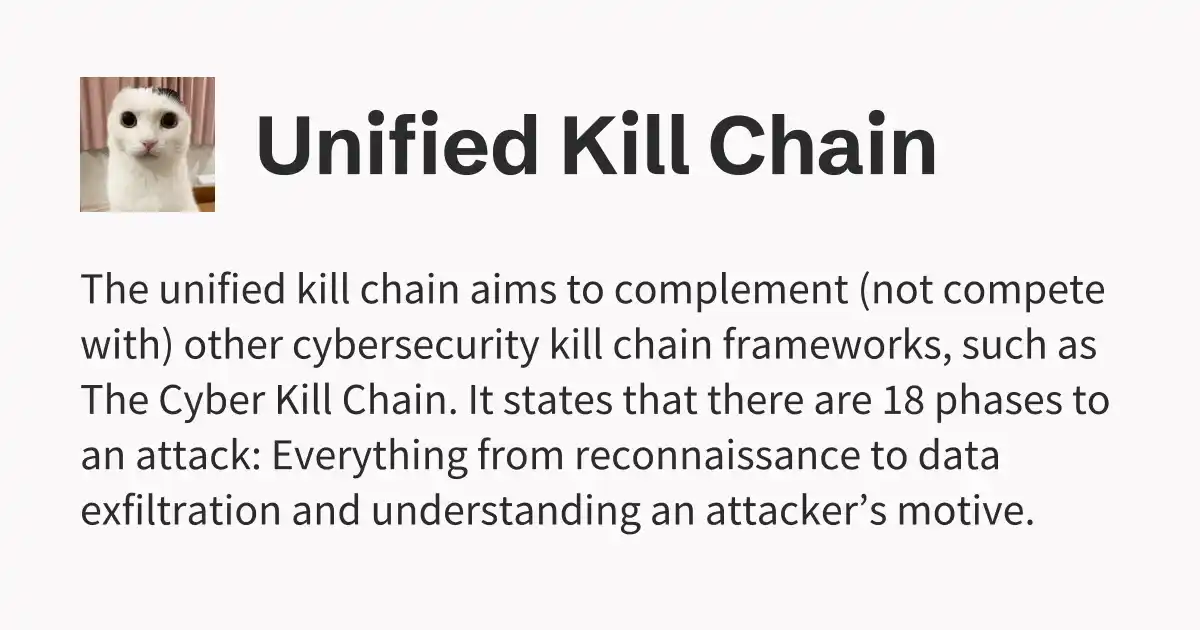 Unified Kill Chain
The unified kill chain aims to complement (not compete
with) other cybersecurity kill chain frameworks, such as
The Cyber Kill Chain. It states that there are 18 phases to
an attack: Everything from reconnaissance to data
exfiltration and understanding an attacker’s motive.